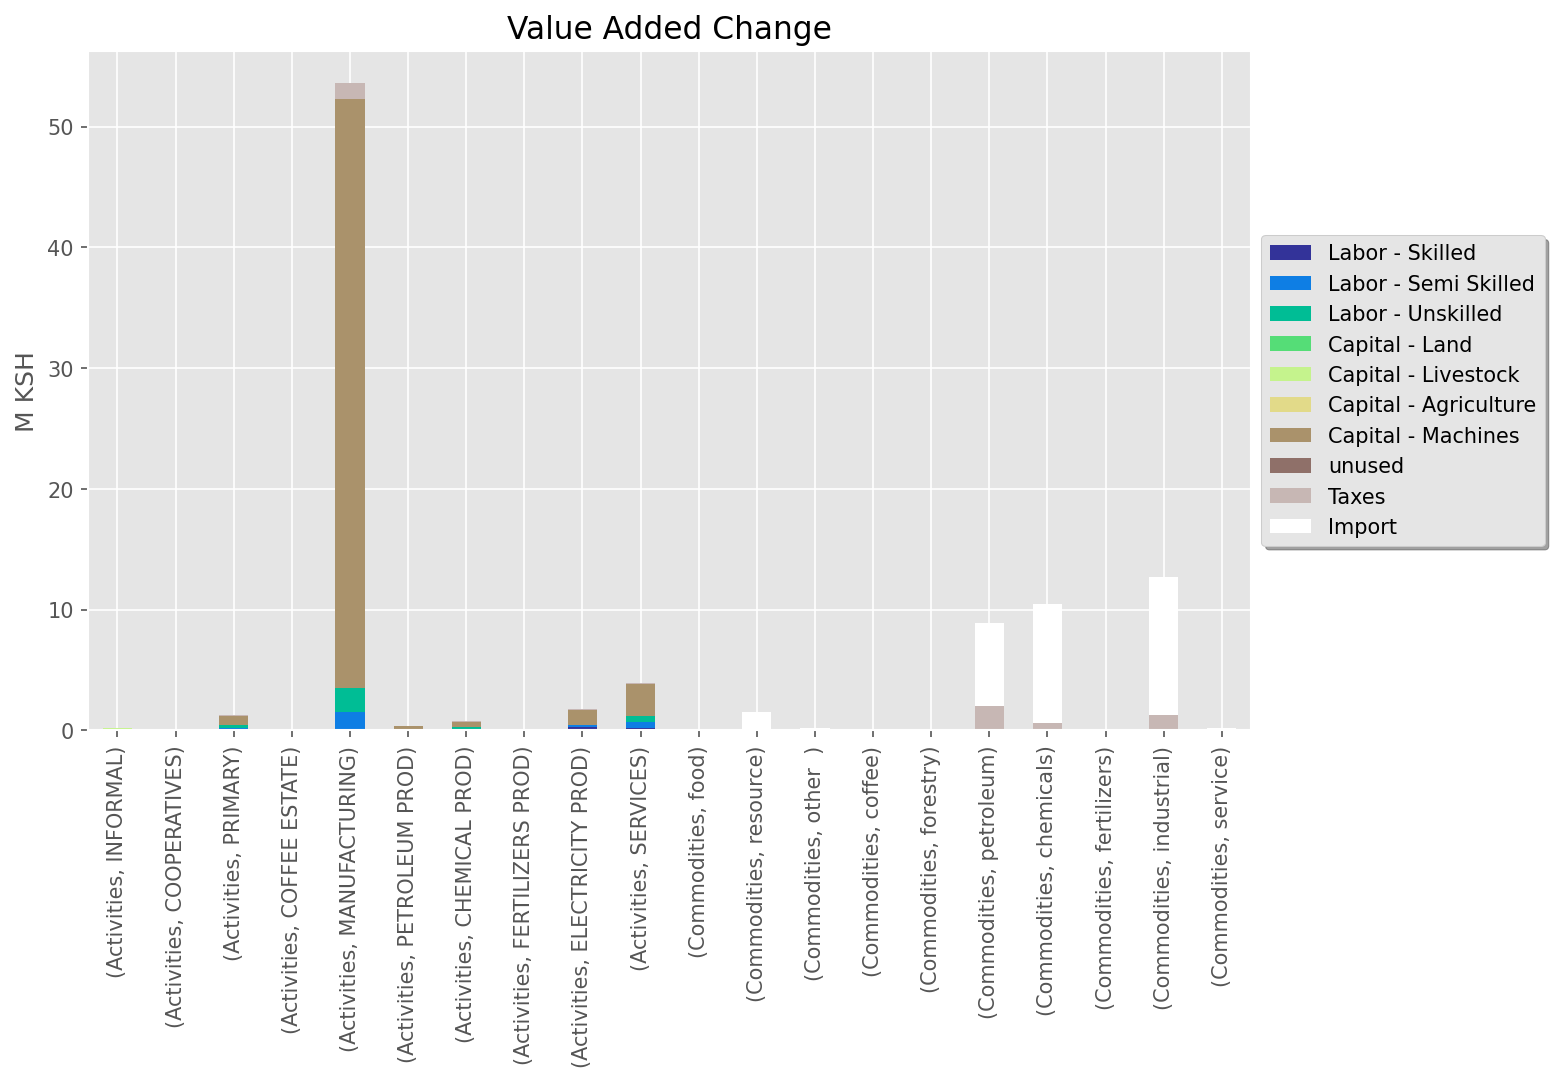 Value Added Change
M KSH
50
40
30
20
10
0
(Activities, INFORMAL)
(Activities, COOPERATIVES)
(Activities, PRIMARY)
(Activities, COFFEE ESTATE)
(Activities, MANUFACTURING)
(Activities, PETROLEUM PROD)
(Activities, CHEMICAL PROD)
(Activities, FERTILIZERS PROD)
(Activities, ELECTRICITY PROD)
(Activities, SERVICES)
(Commodities, food)
(Commodities, resource)
(Commodities, other  )
(Commodities, coffee)
(Commodities, forestry)
(Commodities, petroleum)
(Commodities, chemicals)
(Commodities, fertilizers)
(Commodities, industrial)
(Commodities, service)
Labor - Skilled
Labor - Semi Skilled
Labor - Unskilled
Capital - Land
Capital - Livestock
Capital - Agriculture
Capital - Machines
unused
Taxes
Import